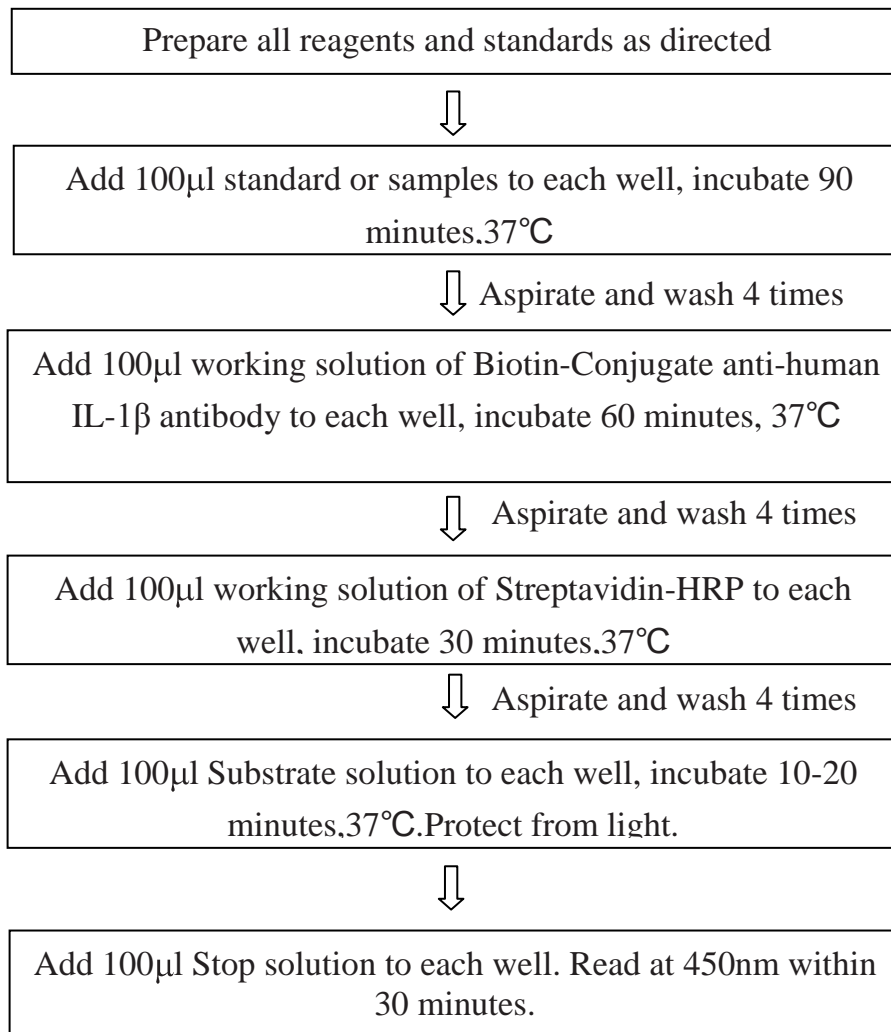 Prepare all reagents and standards as directed
Add 100μl standard or samples to each well, incubate 90
minutes,37℃
Aspirate and wash 4 times
Add 100μl working solution of Biotin-Conjugate anti-human
IL-1β antibody to each well, incubate 60 minutes, 37℃
Aspirate and wash 4 times
Add 100μl working solution of Streptavidin-HRP to each
well, incubate 30 minutes,37℃
Aspirate and wash 4 times
Add 100μl Substrate solution to each well, incubate 10-20
minutes,37℃.Protect from light.
Add 100μl Stop solution to each well. Read at 450nm within
30 minutes.